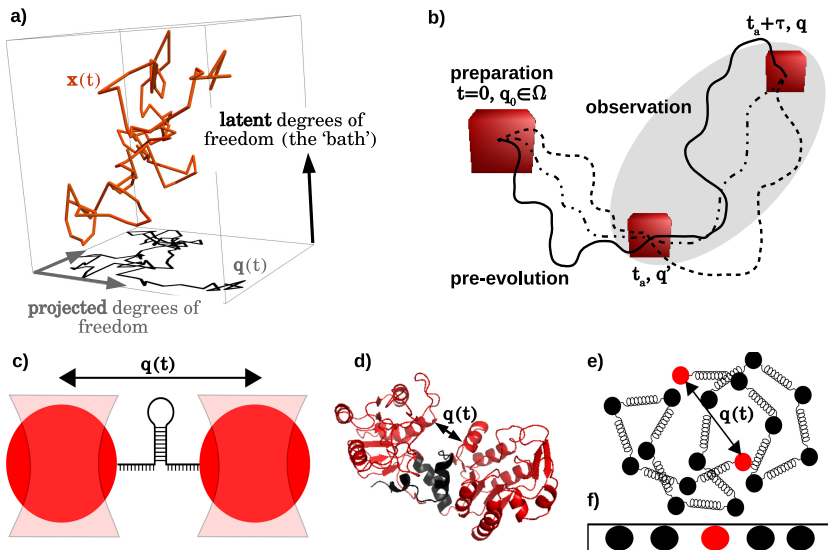 a)
x(t)
latent degrees of
freedom (the ‘bath’)
q(t)
projected degrees of
freedom
b)
preparation
t=0, q₀∈Ω
tₐ+τ, q
observation
pre-evolution
tₐ, q'
c)
q(t)
d)
q(t)
e)
q(t)
f)